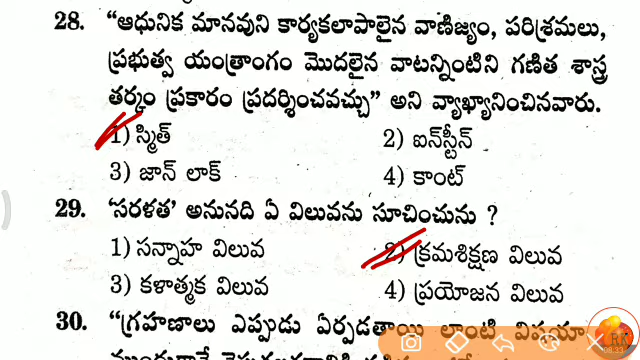 28. "ఆధునిక మానవుని కార్యకలాపాలైన వాణిజ్యం, పరిశ్రమలు,
ప్రభుత్వ యంత్రాంగం మొదలైన వాటన్నింటిని గణిత శాస్త్ర
తర్కం ప్రకారం ప్రదర్శించవచ్చు" అని వ్యాఖ్యానించినవారు.
1) స్మిత్ 2) ఐన్‌స్టీన్
3) జాన్ లాక్ 4) కాంట్
29. 'సరళత' అనునది ఏ విలువను సూచించును ?
1) సన్నాహ విలువ 2) క్రమశిక్షణ విలువ
3) కళాత్మక విలువ 4) ప్రయోజన విలువ
30. "గ్రహణాలు ఎప్పుడు ఏర్పడతాయి లాంటి